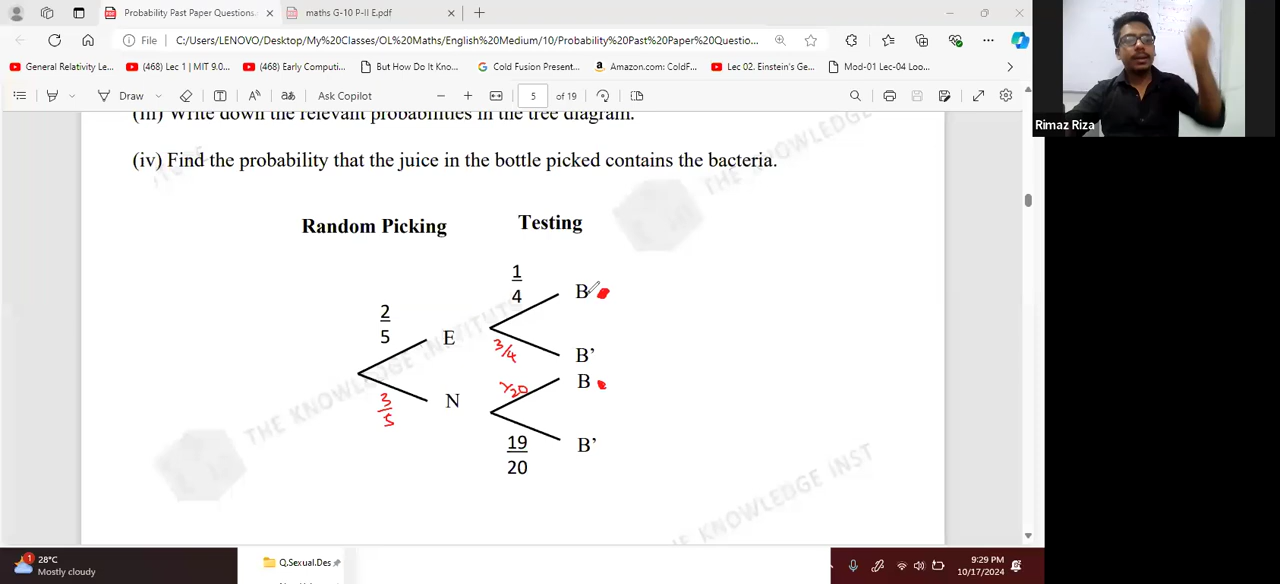 Probability Past Paper Questions.
maths G-10 P-II E.pdf
File
C:/Users/LENOVO/Desktop/My%20Classes/OL%20Maths/English%20Medium/10/Probability%20Past%20Paper%20Questio...
General Relativity Le...
(468) Lec 1 | MIT 9.0...
(468) Early Computi...
But How Do It Kno...
Cold Fusion Present...
Amazon.com: ColdF...
Lec 02. Einstein's Ge...
Mod-01 Lec-04 Loo...
Draw
Ask Copilot
5 of 19
Rimaz Riza
(iii) Write down the relevant probabilities in the tree diagram.
(iv) Find the probability that the juice in the bottle picked contains the bacteria.
Random Picking
Testing
2
5
E
3
5
N
1
4
B
3/4
B’
1/20
B
19
20
B’
THE KNOWLEDGE INST
28°C
Mostly cloudy
1
Q.Sexual.Des
9:29 PM
10/17/2024